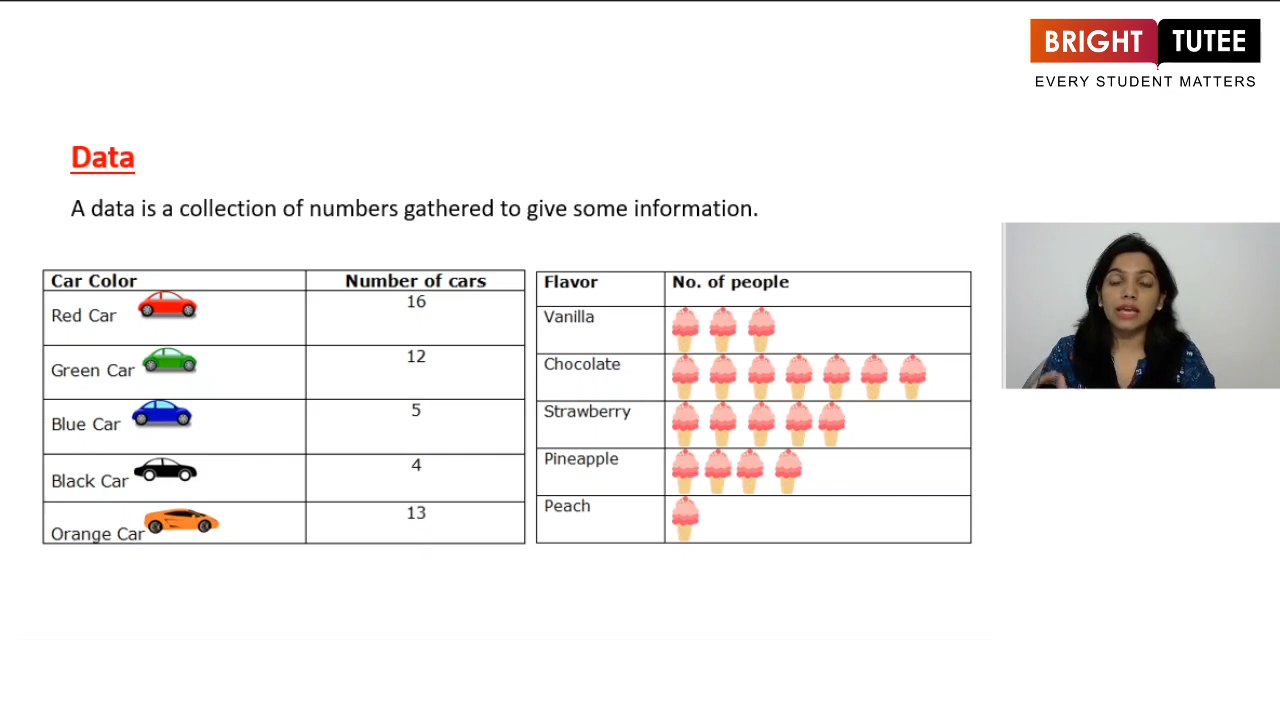 BRIGHT TUTEE
EVERY STUDENT MATTERS
Data
A data is a collection of numbers gathered to give some information.
Car Color Number of cars
Red Car 16
Green Car 12
Blue Car 5
Black Car 4
Orange Car 13
Flavor No. of people
Vanilla
Chocolate
Strawberry
Pineapple
Peach